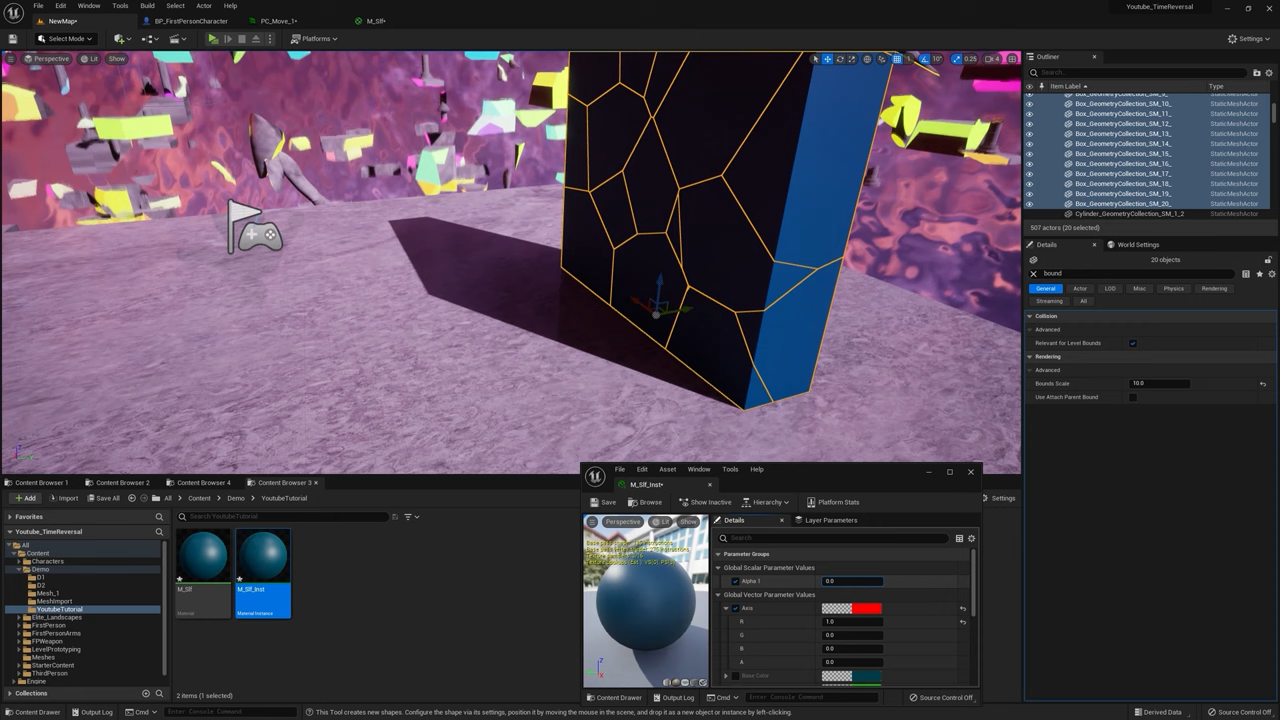 File Edit Window Tools Build Select Actor Help
Youtube_TimeReversal
NewMap*
BP_FirstPersonCharacter
PC_Move_1*
M_Slf*
Select Mode
Platforms
Settings
Perspective
Lit
Show
10°
0.25
4
Outliner
Search...
Item Label
Type
Box_GeometryCollection_SM_10_ StaticMeshActor
Box_GeometryCollection_SM_11_ StaticMeshActor
Box_GeometryCollection_SM_12_ StaticMeshActor
Box_GeometryCollection_SM_13_ StaticMeshActor
Box_GeometryCollection_SM_14_ StaticMeshActor
Box_GeometryCollection_SM_15_ StaticMeshActor
Box_GeometryCollection_SM_16_ StaticMeshActor
Box_GeometryCollection_SM_17_ StaticMeshActor
Box_GeometryCollection_SM_18_ StaticMeshActor
Box_GeometryCollection_SM_19_ StaticMeshActor
Box_GeometryCollection_SM_20_ StaticMeshActor
Cylinder_GeometryCollection_SM_1_2 StaticMeshActor
507 actors (20 selected)
Details
World Settings
20 objects
bound
General Actor LOD Misc Physics Rendering
Streaming All
Collision
Advanced
Relevant for Level Bounds
Rendering
Advanced
Bounds Scale 10.0
Use Attach Parent Bound
Content Browser 1
Content Browser 2
Content Browser 4
Content Browser 3
Add
Import
Save All
All
Content
Demo
YoutubeTutorial
Settings
Favorites
Youtube_TimeReversal
All
Content
Characters
Demo
D1
D2
Mesh_1
MeshImport
YoutubeTutorial
Elite_Landscapes
FirstPerson
FirstPersonArms
FPWeapon
LevelPrototyping
Meshes
StarterContent
ThirdPerson
Engine
Collections
Search YoutubeTutorial
M_Slf
Material
M_Slf_Inst
Material Instance
2 items (1 selected)
File Edit Asset Window Tools Help
M_Slf_Inst*
Save
Browse
Show Inactive
Hierarchy
Platform Stats
Perspective
Lit
Show
Details
Layer Parameters
Search
Parameter Groups
Global Scalar Parameter Values
Alpha 1 0.0
Global Vector Parameter Values
Axis
R 1.0
G 0.0
B 0.0
A 0.0
Base Color
Content Drawer
Output Log
Cmd
Enter Console Command
Source Control Off
Content Drawer
Output Log
Cmd
Enter Console Command
This Tool creates new shapes. Configure the shape via its settings, position it by moving the mouse in the scene, and drop it as a new object or instance by left-clicking.
Derived Data
Source Control Off